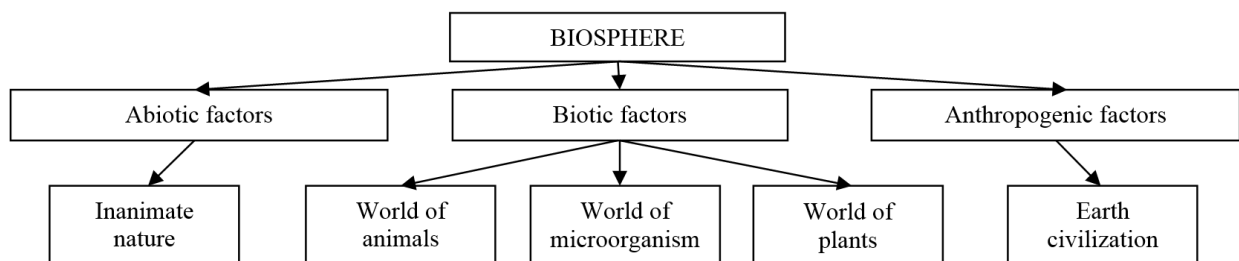 BIOSPHERE
Abiotic factors
Biotic factors
Anthropogenic factors
Inanimate
nature
World of
animals
World of
microorganism
World of
plants
Earth
civilization